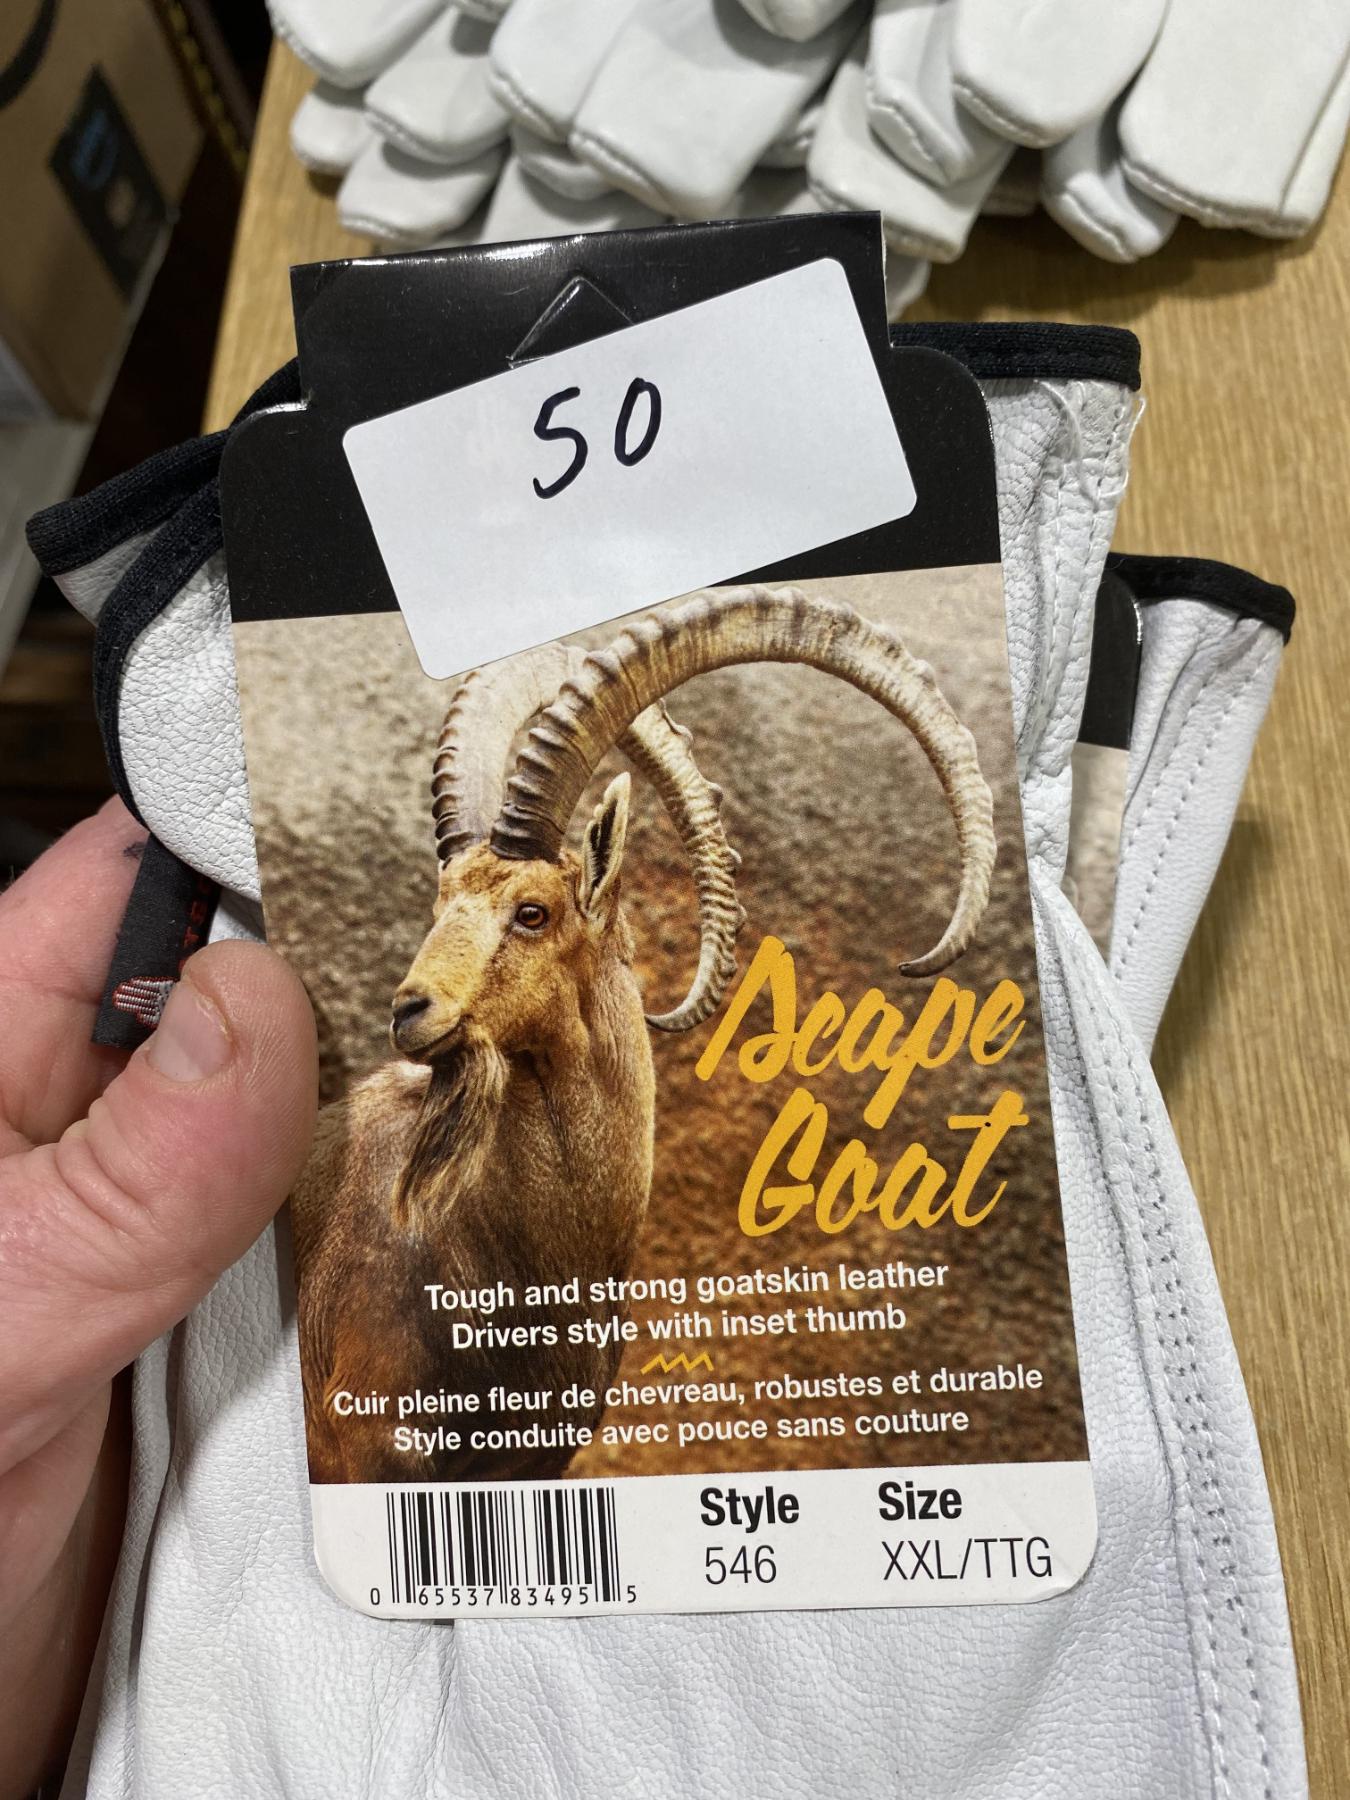 50
Scape
Goat
Tough and strong goatskin leather
Drivers style with inset thumb
Cuir pleine fleur de chevreau, robustes et durable
Style conduite avec pouce sans couture
Style
Size
546
XXL/TTG
0 65537 83495 5